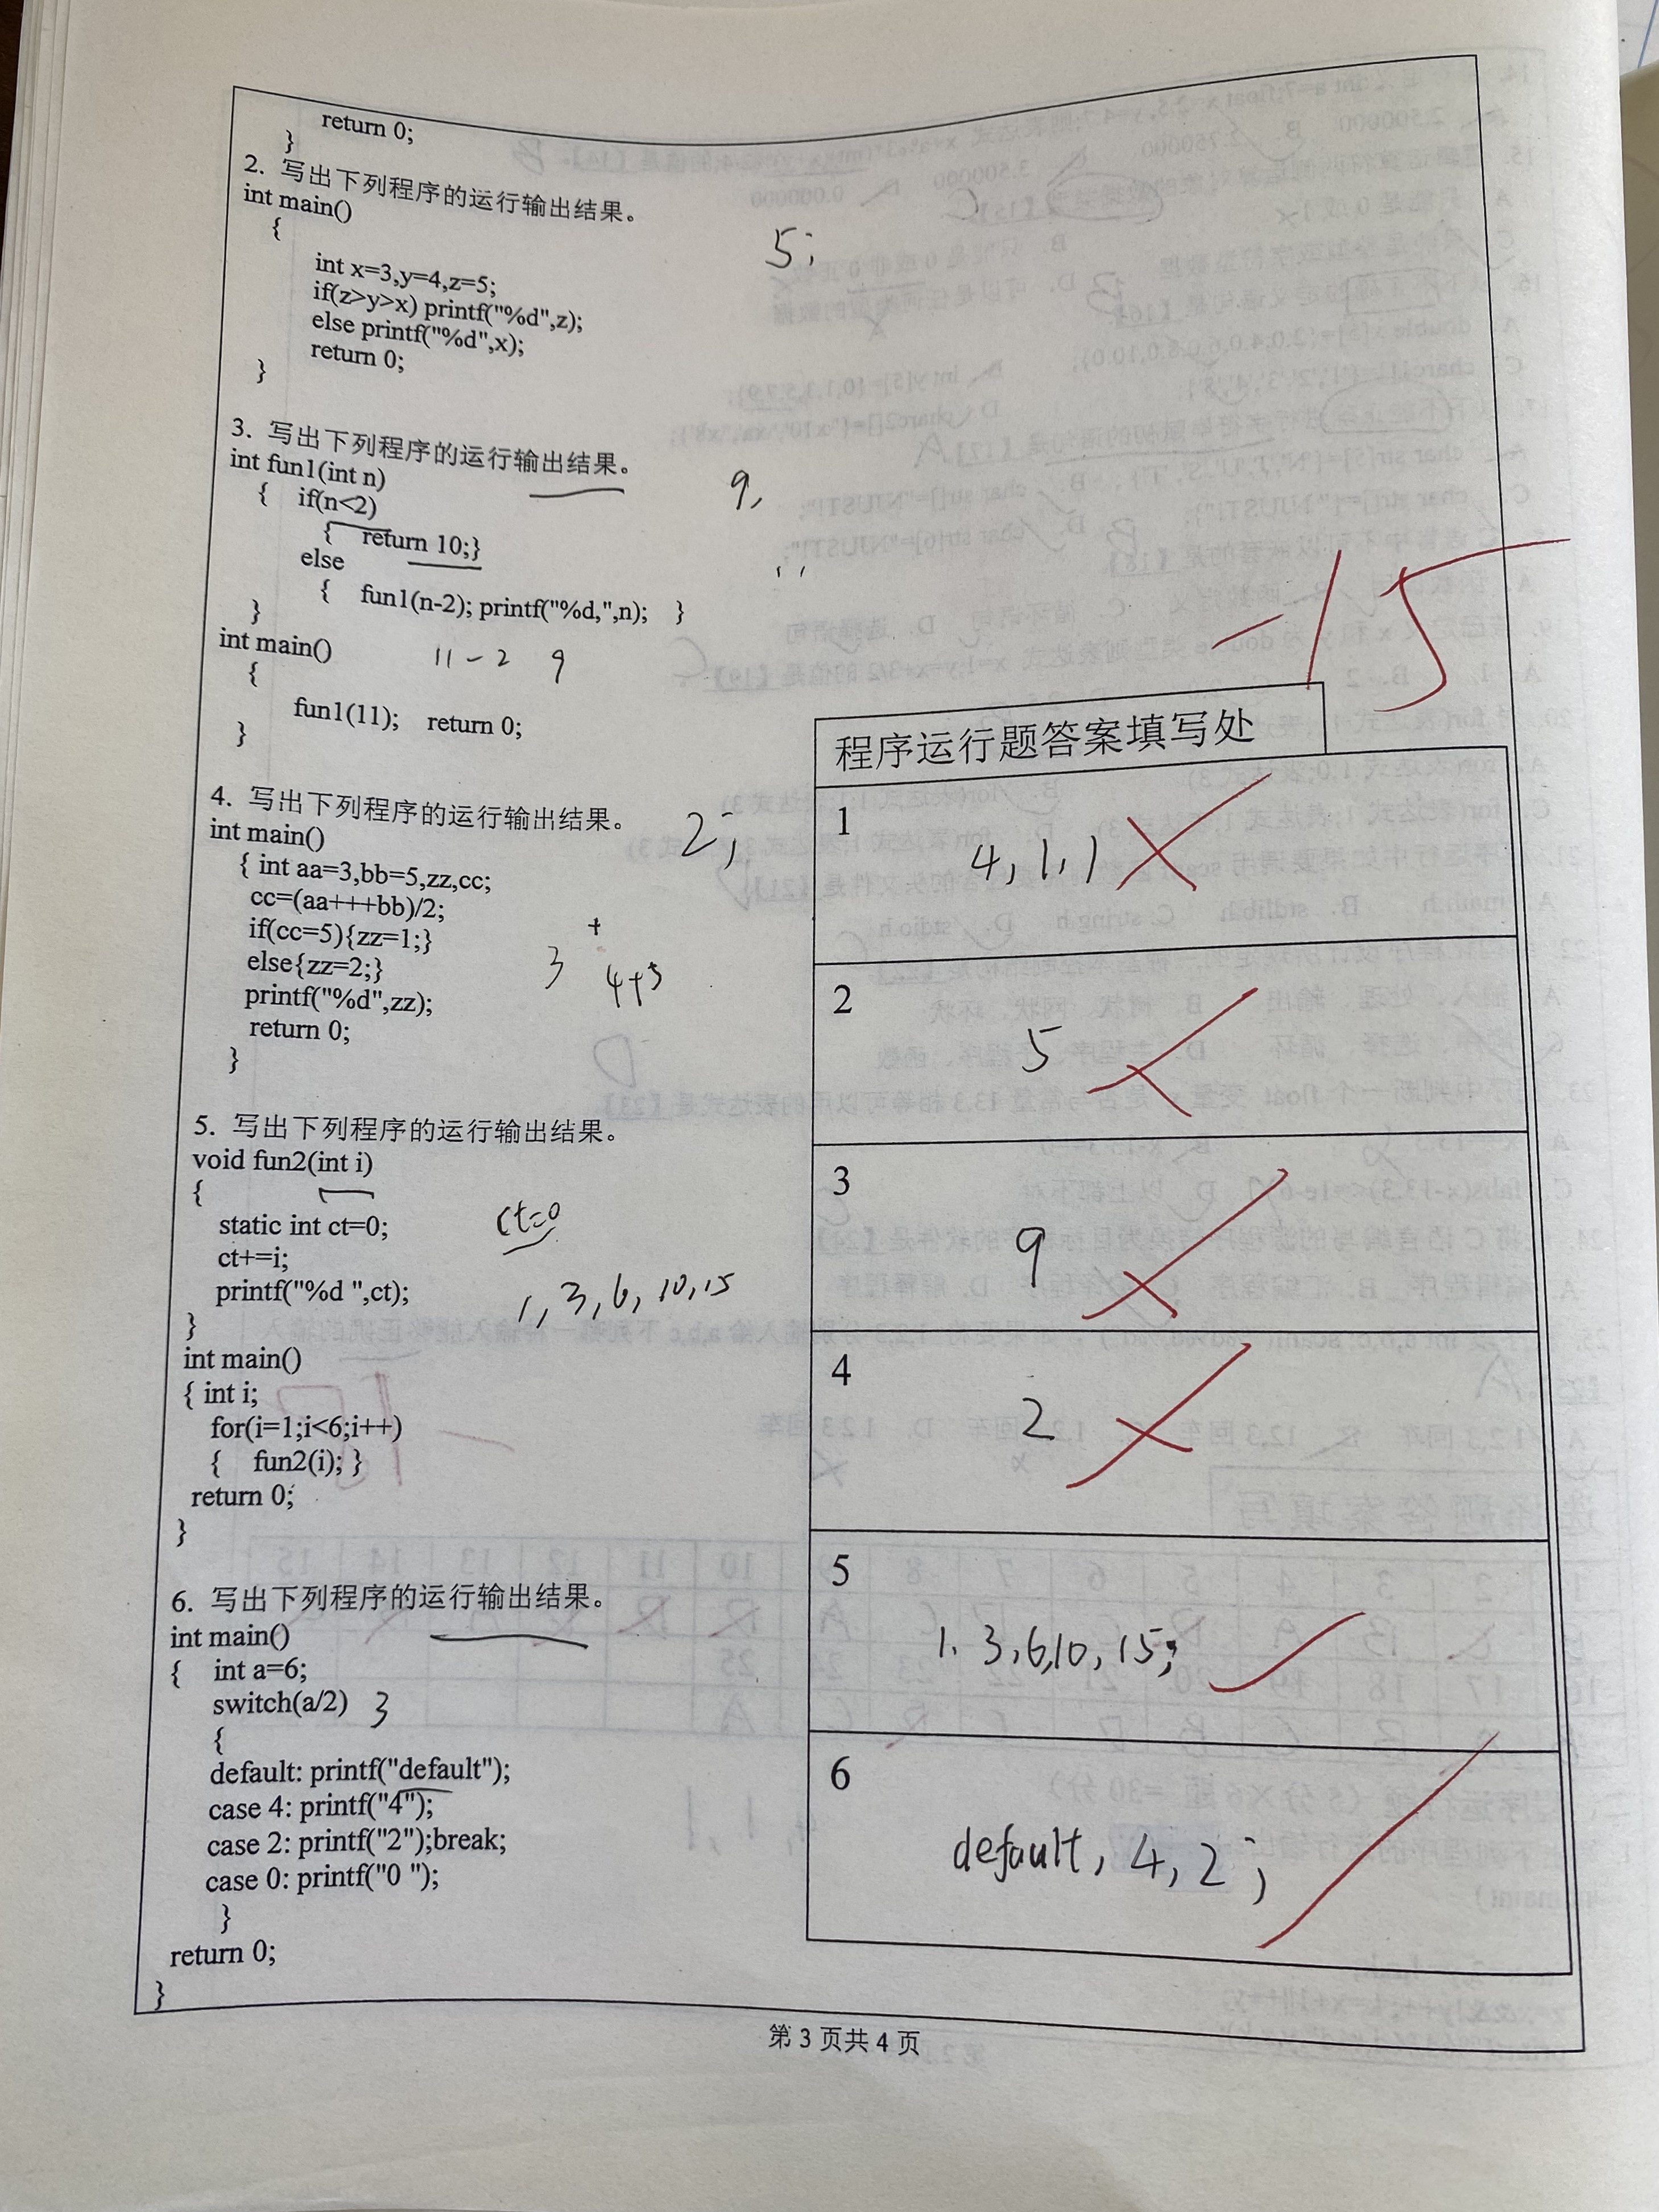 return 0;
}
2. 写出下列程序的运行输出结果。
int main()
{
5;
int x=3,y=4,z=5;
if(z>y>x) printf("%d",z);
else printf("%d",x);
return 0;
}
3. 写出下列程序的运行输出结果。
int fun1(int n)
9,
{ if(n<2)
{ return 10;}
else
{ fun1(n-2); printf("%d,",n); }
}
int main()
11-2 9
{
fun1(11); return 0;
}
4. 写出下列程序的运行输出结果。
2;
int main()
{ int aa=3,bb=5,zz,cc;
cc=(aa+++bb)/2;
if(cc=5){zz=1;}
+
else{zz=2;}
3 4+5
printf("%d",zz);
return 0;
}
5. 写出下列程序的运行输出结果。
void fun2(int i)
{
static int ct=0;
ct=0
ct+=i;
printf("%d ",ct);
1, 3, 6, 10, 15
}
int main()
{ int i;
for(i=1;i<6;i++)
{ fun2(i); }
return 0;
}
6. 写出下列程序的运行输出结果。
int main()
{ int a=6;
switch(a/2) 3
{
default: printf("default");
case 4: printf("4");
case 2: printf("2");break;
case 0: printf("0 ");
}
return 0;
}
-15
程序运行题答案填写处
1
4, 1, 1
2
5
3
9
4
2
5
1. 3, 6, 10, 15;
6
default, 4, 2;
第 3 页共 4 页